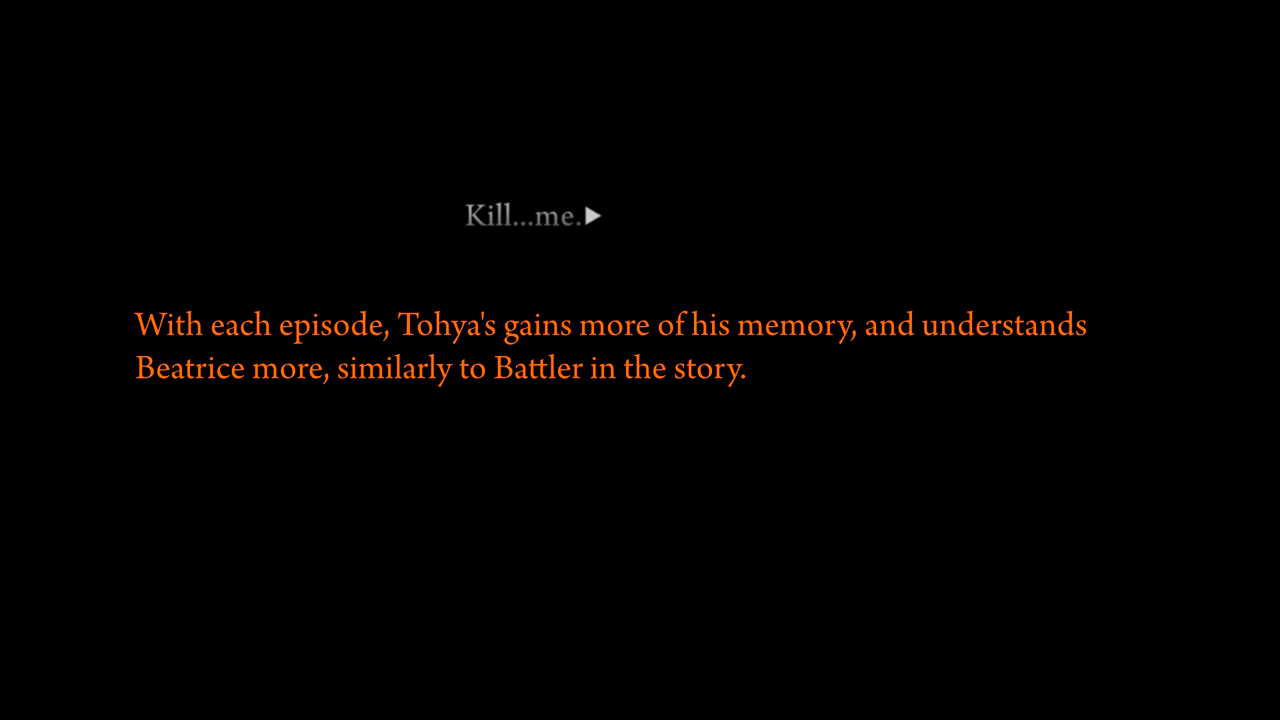 Kill...me.
With each episode, Tohya's gains more of his memory, and understands
Beatrice more, similarly to Battler in the story.